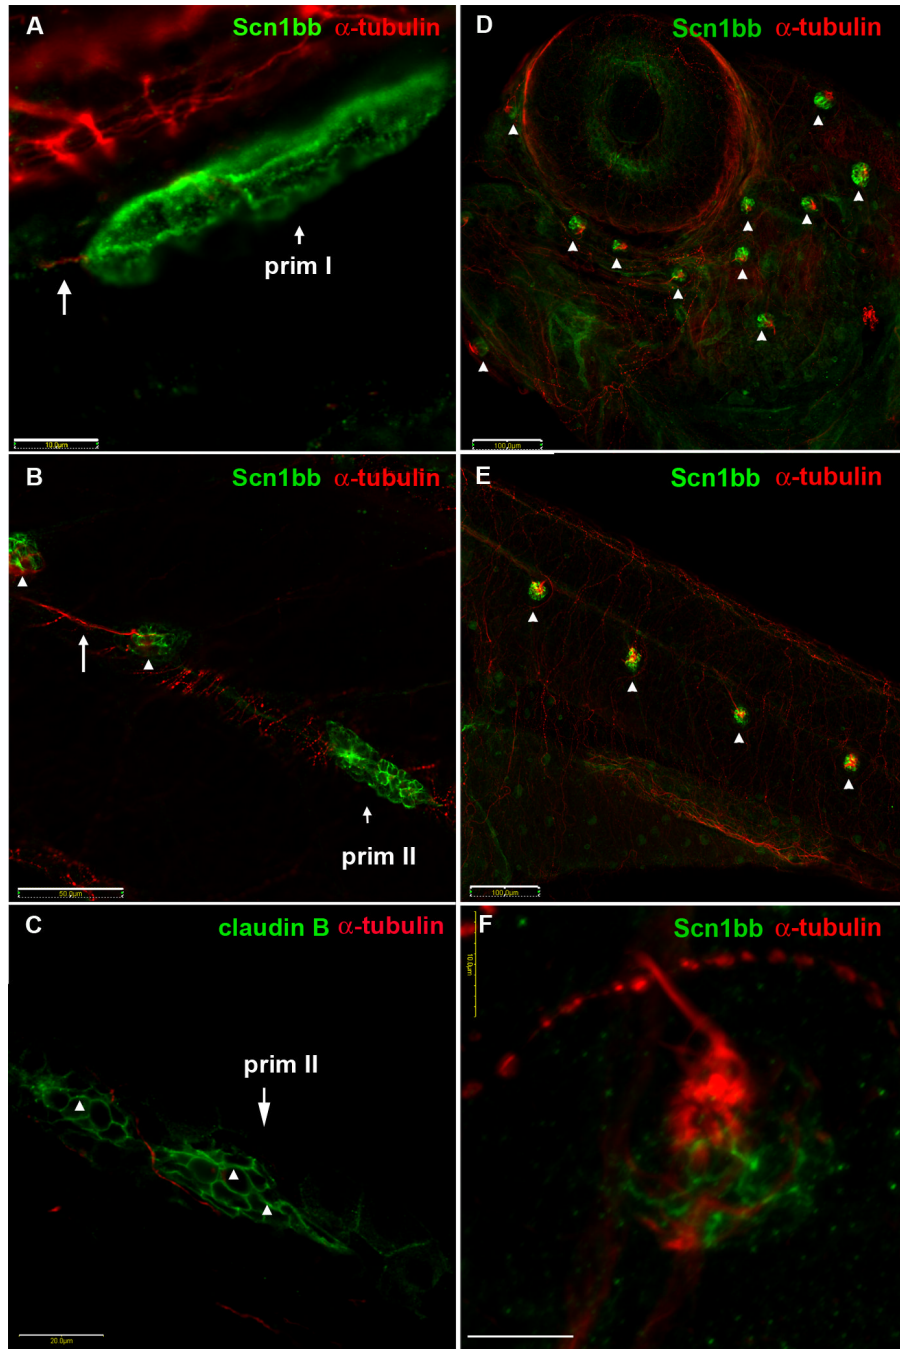 A
Scn1bb α-tubulin
prim I
10.0µm
B
Scn1bb α-tubulin
prim II
50.0µm
C
claudin B α-tubulin
prim II
20.0µm
D
Scn1bb α-tubulin
100.0µm
E
Scn1bb α-tubulin
100.0µm
F
Scn1bb α-tubulin
10.0µm